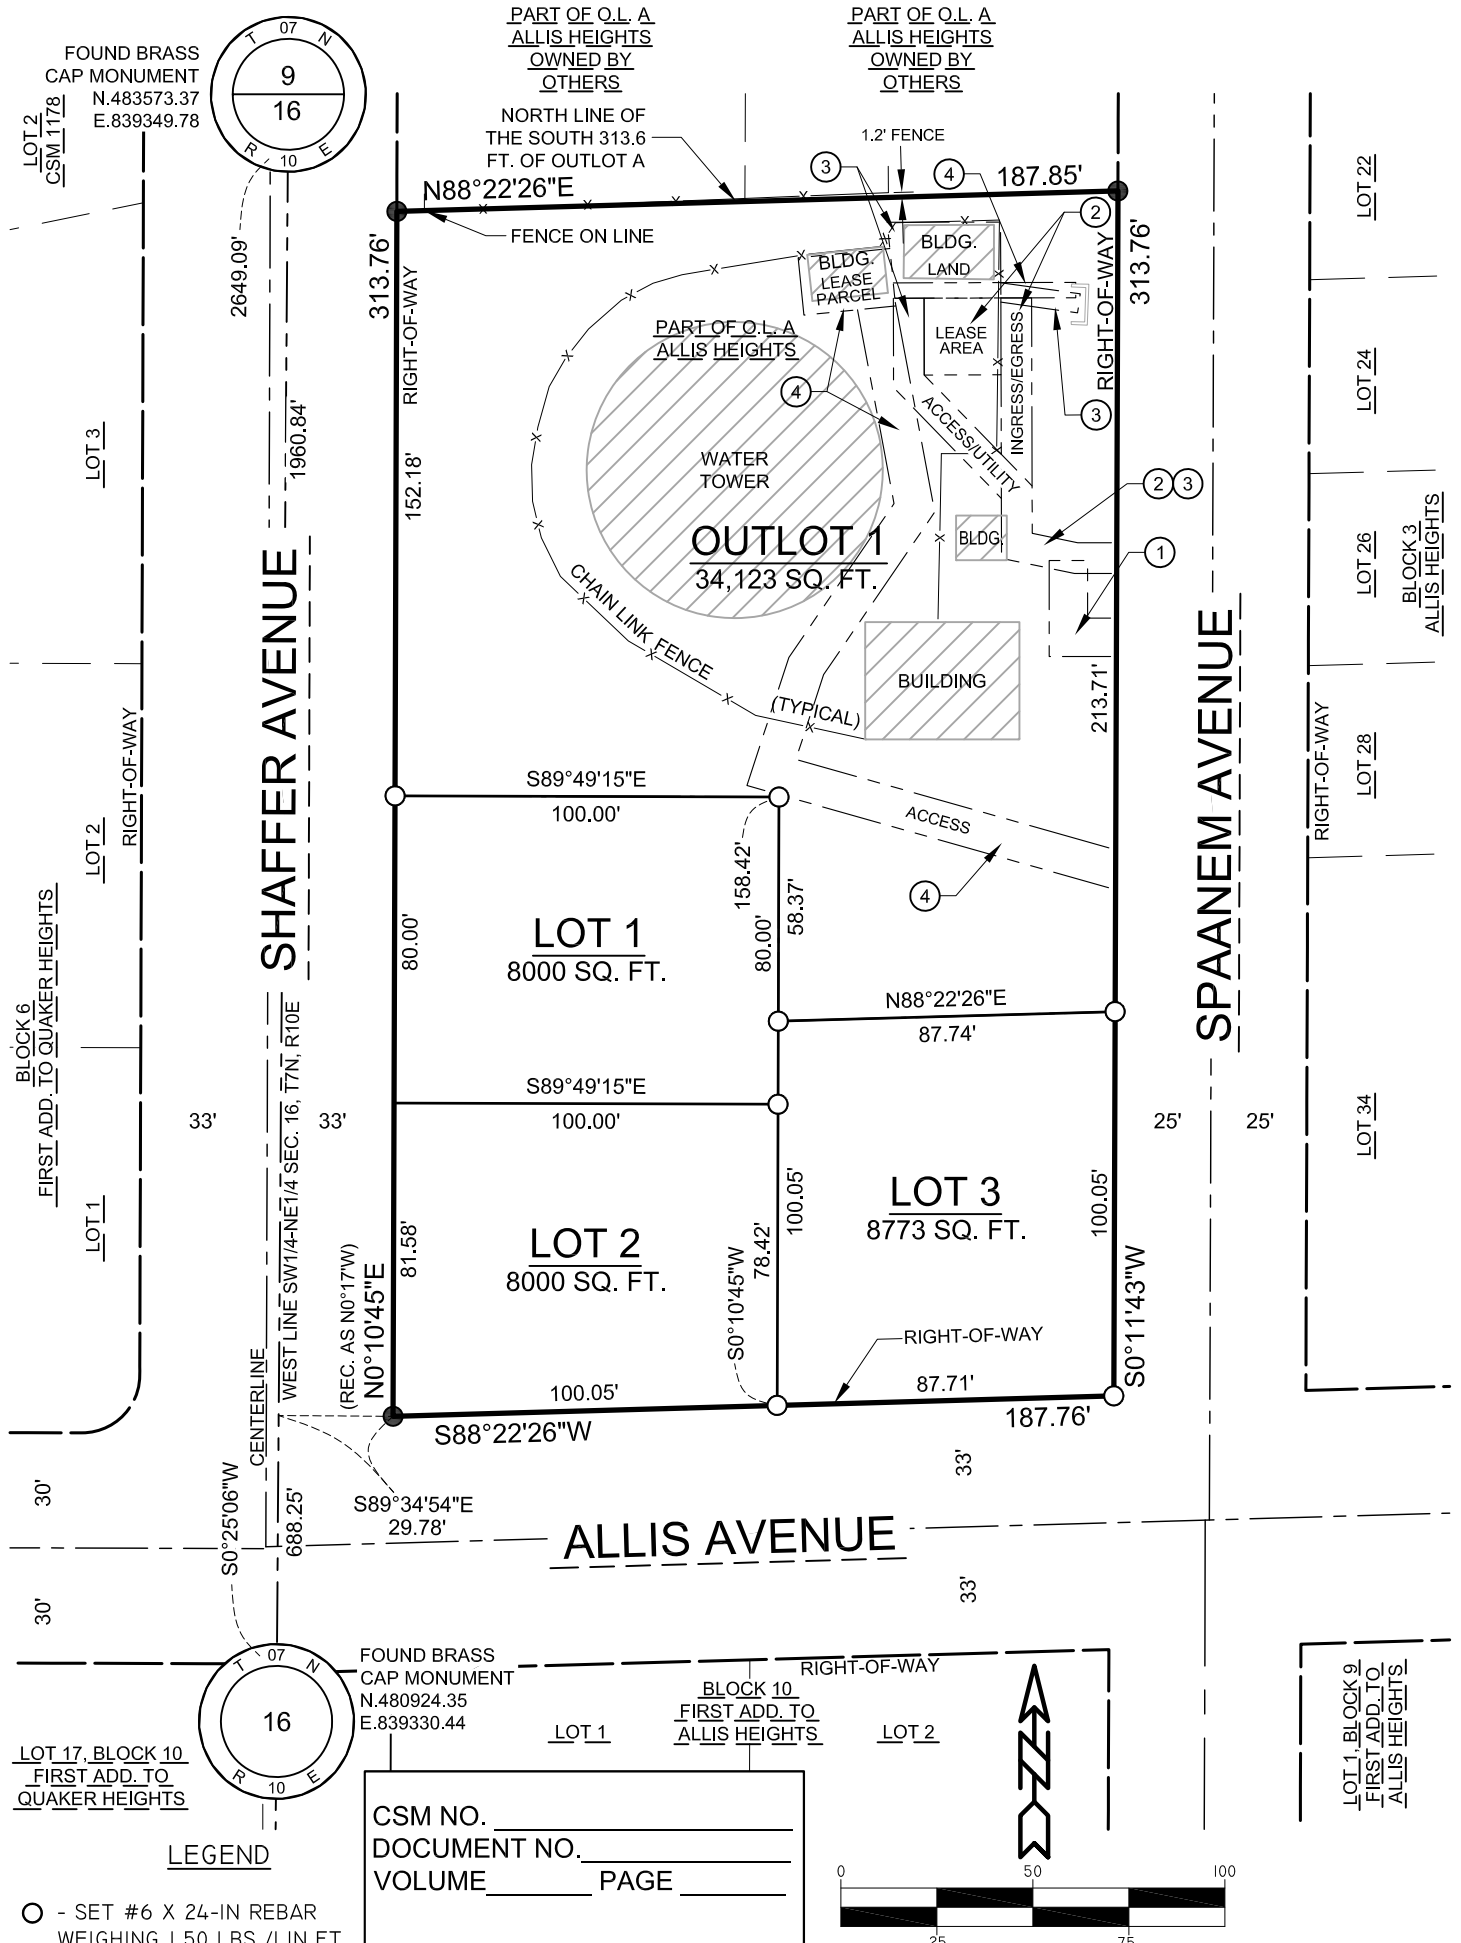 PART OF O.L. A
ALLIS HEIGHTS
OWNED BY
OTHERS
PART OF O.L. A
ALLIS HEIGHTS
OWNED BY
OTHERS
FOUND BRASS
CAP MONUMENT
N.483573.37
E.839349.78
T 07 N
9
16
R 10 E
LOT 2
CSM 1178
NORTH LINE OF
THE SOUTH 313.6
FT. OF OUTLOT A
1.2' FENCE
3
4
2
N88°22'26"E
187.85'
FENCE ON LINE
LOT 22
2649.09'
313.76'
RIGHT-OF-WAY
BLDG.
LEASE
PARCEL
BLDG.
LAND
LEASE
AREA
INGRESS/EGRESS
RIGHT-OF-WAY
313.76'
PART OF O.L. A
ALLIS HEIGHTS
4
3
ACCESS/UTILITY
LOT 24
LOT 3
1960.84'
152.18'
WATER
TOWER
2
3
1
OUTLOT 1
34,123 SQ. FT.
BLDG.
LOT 26
BLOCK 3
ALLIS HEIGHTS
CHAIN LINK FENCE
(TYPICAL)
BUILDING
213.71'
SHAFFER AVENUE
SPAANEM AVENUE
RIGHT-OF-WAY
RIGHT-OF-WAY
LOT 28
LOT 2
S89°49'15"E
100.00'
ACCESS
4
158.42'
58.37'
80.00'
80.00'
LOT 1
8000 SQ. FT.
BLOCK 6
FIRST ADD. TO QUAKER HEIGHTS
N88°22'26"E
87.74'
WEST LINE SW1/4-NE1/4 SEC. 16, T7N, R10E
S89°49'15"E
100.00'
33'
33'
25'
25'
LOT 34
LOT 1
81.58'
LOT 2
8000 SQ. FT.
100.05'
78.42'
S0°10'45"W
LOT 3
8773 SQ. FT.
100.05'
S0°11'43"W
(REC. AS N0°17'W)
N0°10'45"E
RIGHT-OF-WAY
100.05'
87.71'
S88°22'26"W
187.76'
CENTERLINE
33'
30'
S0°25'06"W
688.25'
S89°34'54"E
29.78'
ALLIS AVENUE
30'
33'
T 07 N
16
R 10 E
FOUND BRASS
CAP MONUMENT
N.480924.35
E.839330.44
RIGHT-OF-WAY
LOT 1
BLOCK 10
FIRST ADD. TO
ALLIS HEIGHTS
LOT 2
N
LOT 1, BLOCK 9
FIRST ADD. TO
ALLIS HEIGHTS
LOT 17, BLOCK 10
FIRST ADD. TO
QUAKER HEIGHTS
CSM NO.
DOCUMENT NO.
VOLUME PAGE
LEGEND
- SET #6 X 24-IN REBAR
WEIGHING 1.50 LBS./LIN FT
0 50 100
25 75